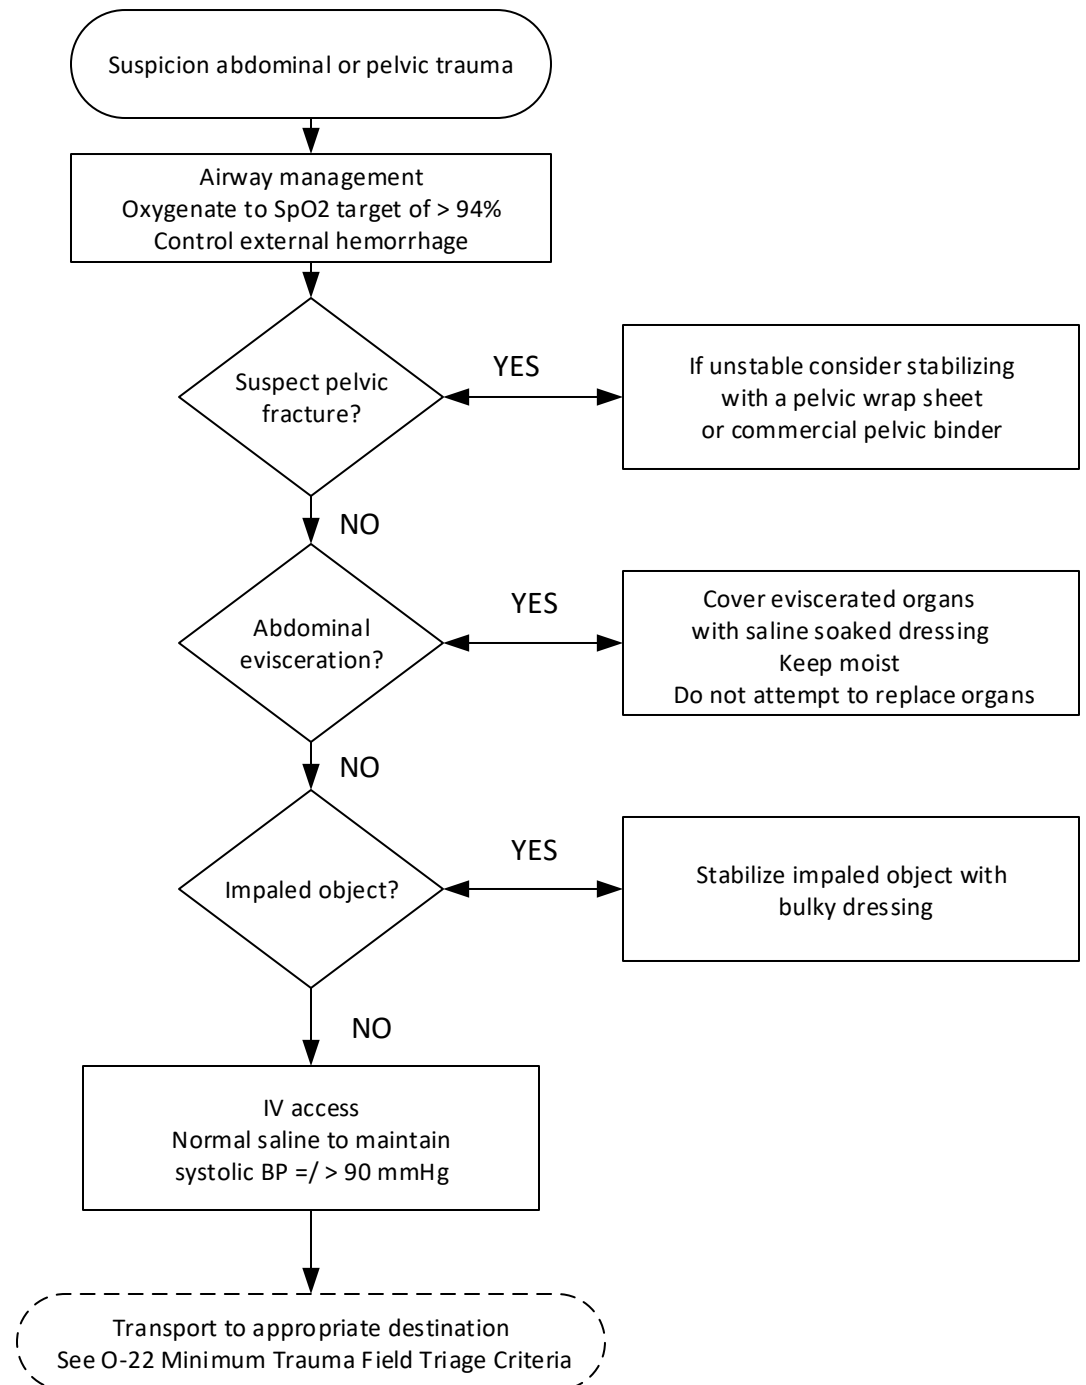 Suspicion abdominal or pelvic trauma
Airway management
Oxygenate to SpO2 target of > 94%
Control external hemorrhage
Suspect pelvic
fracture?
YES
If unstable consider stabilizing
with a pelvic wrap sheet
or commercial pelvic binder
NO
Abdominal
evisceration?
YES
Cover eviscerated organs
with saline soaked dressing
Keep moist
Do not attempt to replace organs
NO
Impaled object?
YES
Stabilize impaled object with
bulky dressing
NO
IV access
Normal saline to maintain
systolic BP =/ > 90 mmHg
Transport to appropriate destination
See O-22 Minimum Trauma Field Triage Criteria